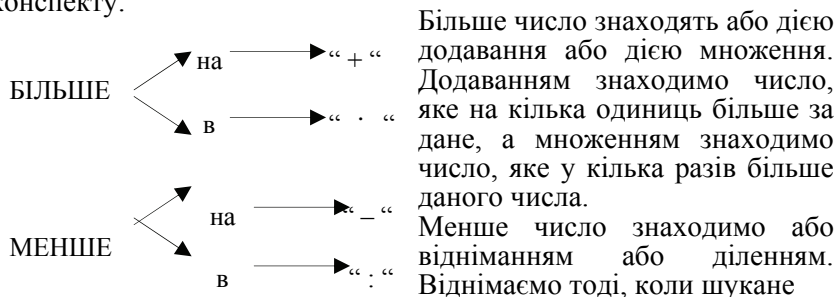 конспекту.
на “ + “
БІЛЬШЕ
в “ · “
на “ – “
МЕНШЕ
в “ : “
Більше число знаходять або дією
додавання або дією множення.
Додаванням знаходимо число,
яке на кілька одиниць більше за
дане, а множенням знаходимо
число, яке у кілька разів більше
даного числа.
Менше число знаходимо або
відніманням або діленням.
Віднімаємо тоді, коли шукане